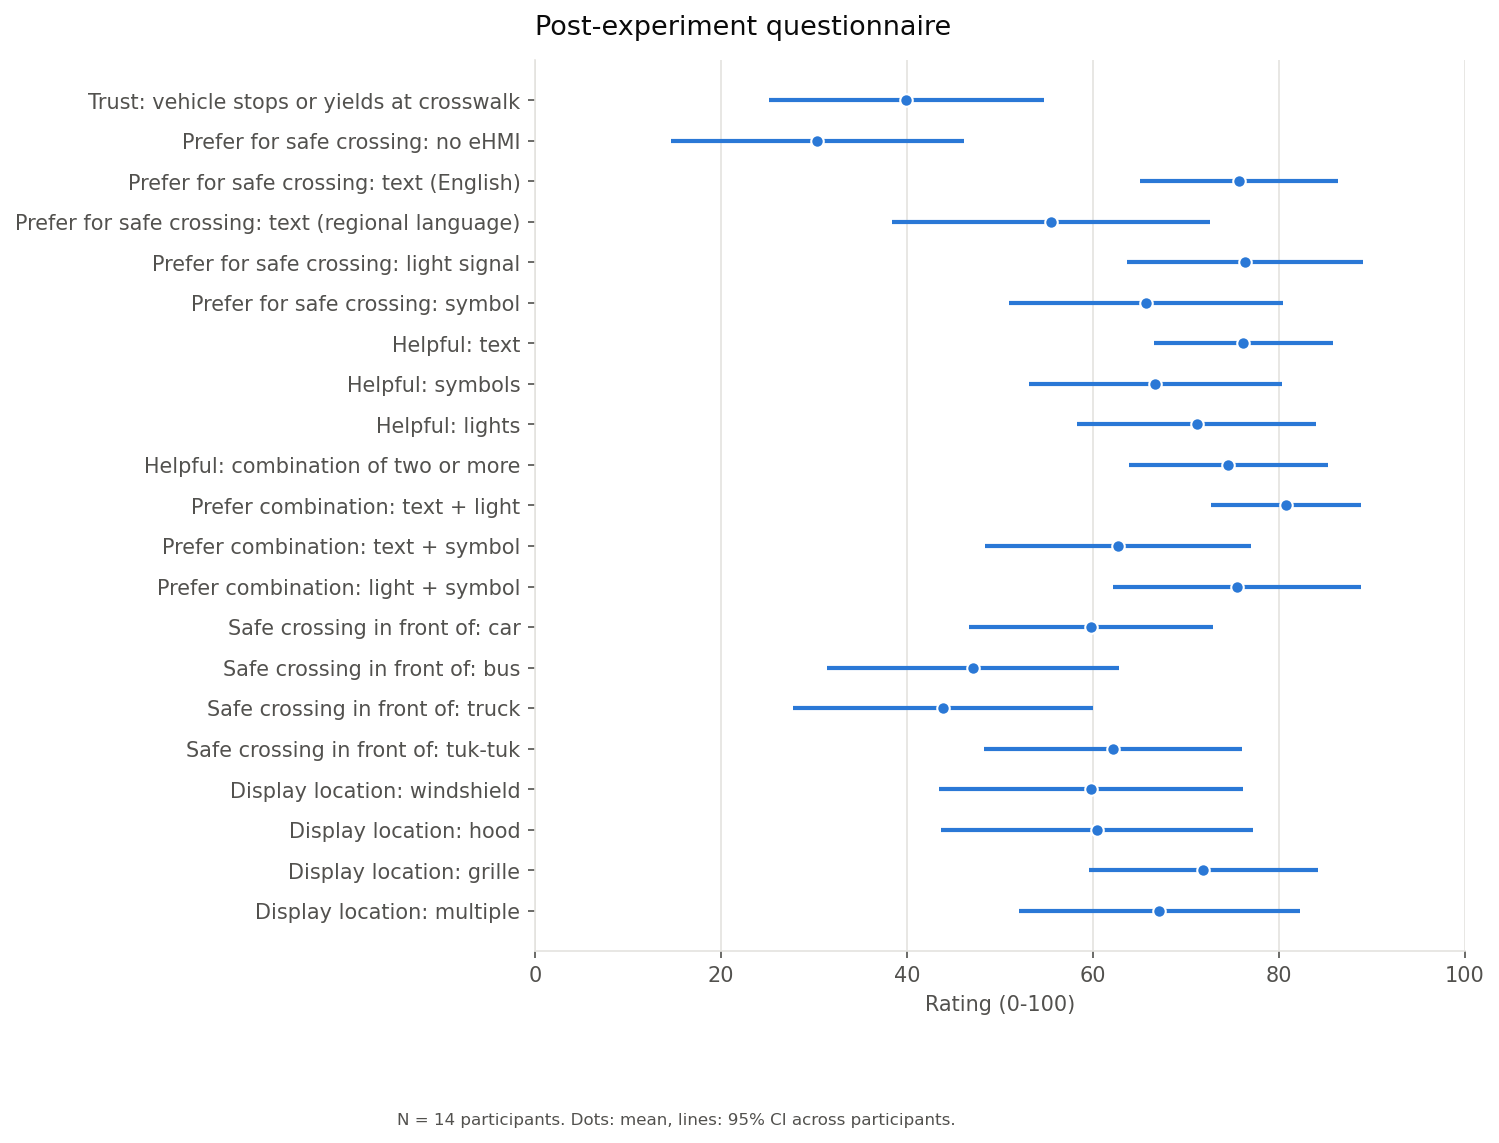 Post-experiment questionnaire
Trust: vehicle stops or yields at crosswalk
Prefer for safe crossing: no eHMI
Prefer for safe crossing: text (English)
Prefer for safe crossing: text (regional language)
Prefer for safe crossing: light signal
Prefer for safe crossing: symbol
Helpful: text
Helpful: symbols
Helpful: lights
Helpful: combination of two or more
Prefer combination: text + light
Prefer combination: text + symbol
Prefer combination: light + symbol
Safe crossing in front of: car
Safe crossing in front of: bus
Safe crossing in front of: truck
Safe crossing in front of: tuk-tuk
Display location: windshield
Display location: hood
Display location: grille
Display location: multiple
0 20 40 60 80 100
Rating (0-100)
N = 14 participants. Dots: mean, lines: 95% CI across participants.